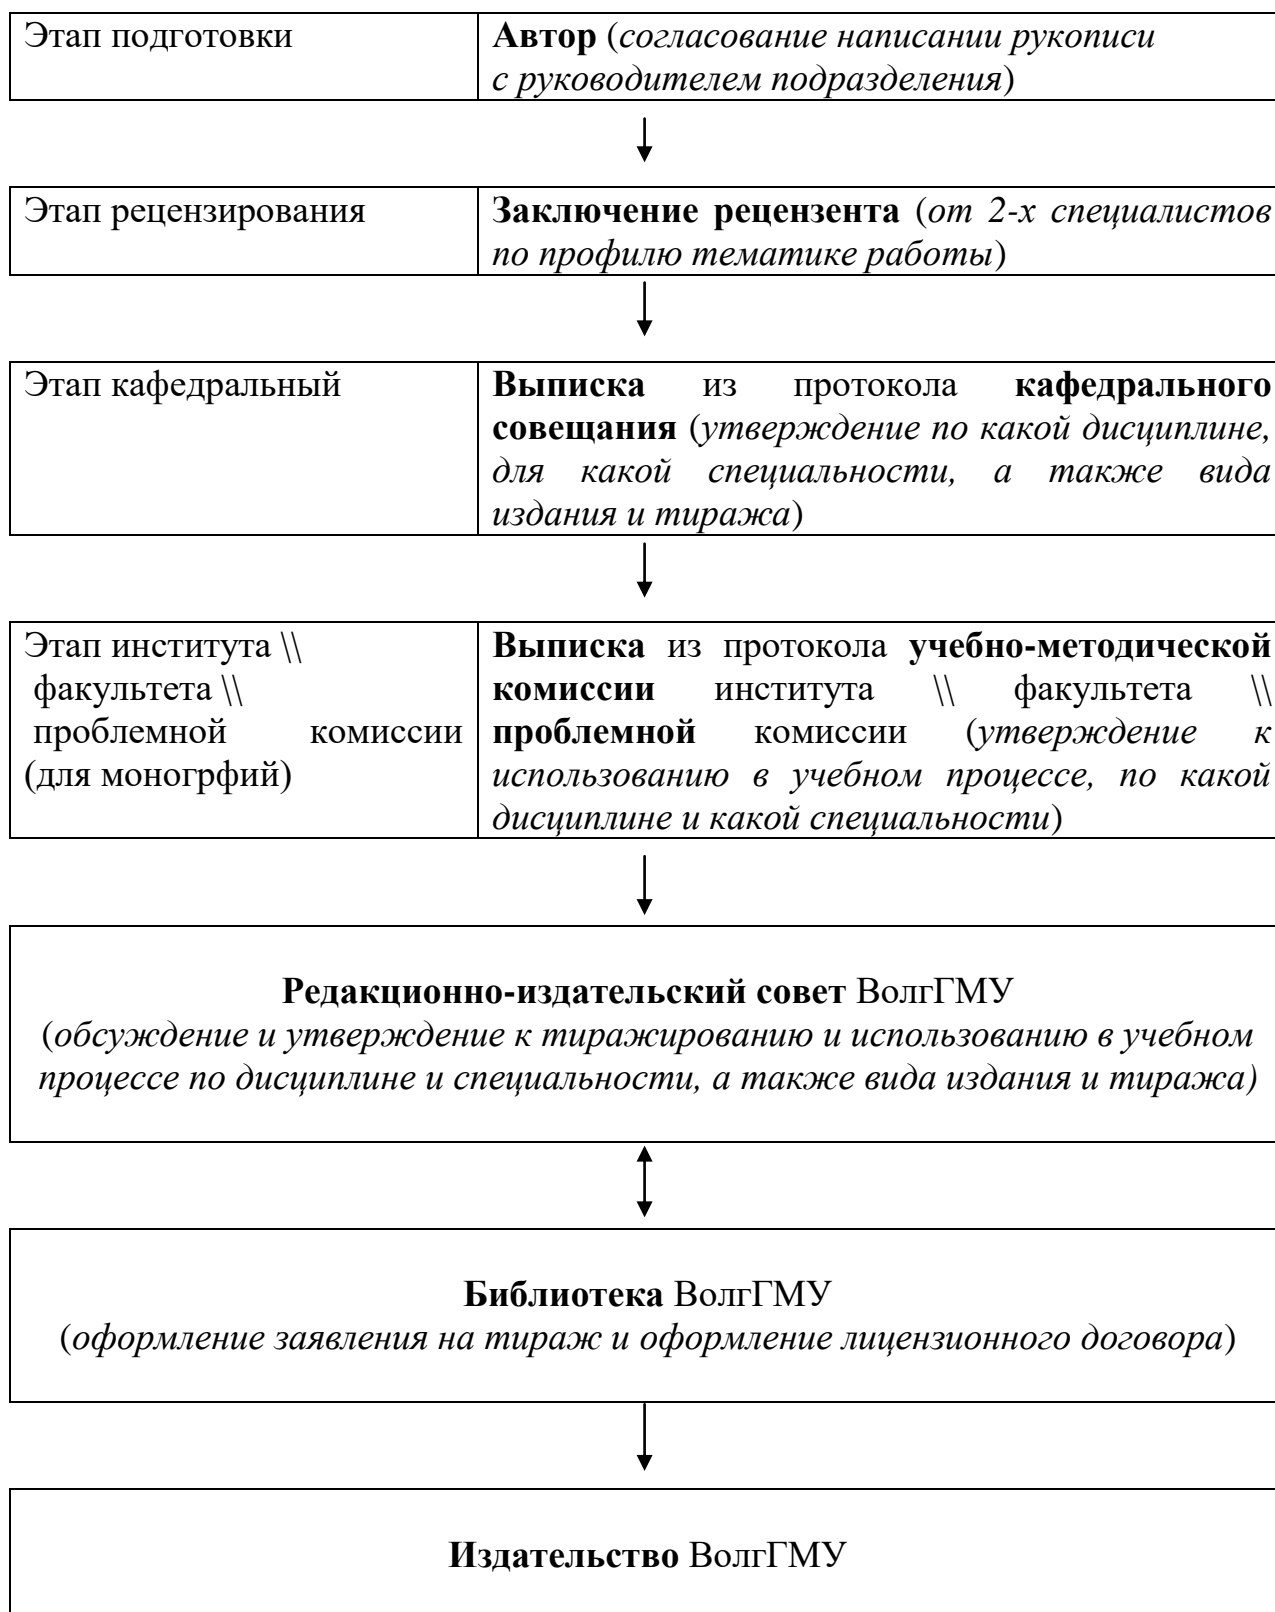 Этап подготовки
Автор (согласование написании рукописи
с руководителем подразделения)
Этап рецензирования
Заключение рецензента (от 2-х специалистов
по профилю тематике работы)
Этап кафедральный
Выписка из протокола кафедрального
совещания (утверждение по какой дисциплине,
для какой специальности, а также вида
издания и тиража)
Этап института \\
факультета \\
проблемной комиссии
(для моногрфий)
Выписка из протокола учебно-методической
комиссии института \\ факультета \\
проблемной комиссии (утверждение к
использованию в учебном процессе, по какой
дисциплине и какой специальности)
Редакционно-издательский совет ВолгГМУ
(обсуждение и утверждение к тиражированию и использованию в учебном
процессе по дисциплине и специальности, а также вида издания и тиража)
Библиотека ВолгГМУ
(оформление заявления на тираж и оформление лицензионного договора)
Издательство ВолгГМУ